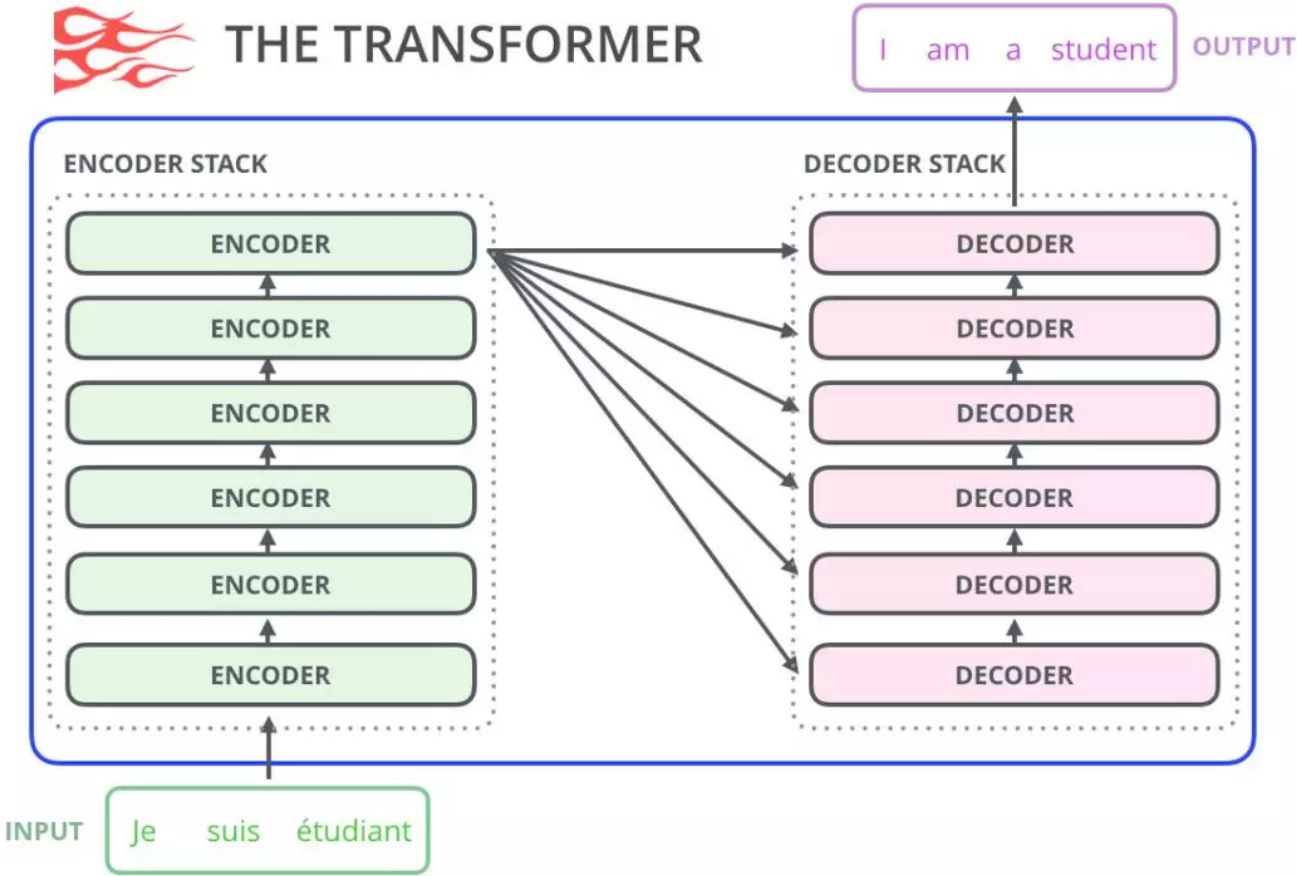 THE TRANSFORMER
I am a student
OUTPUT
ENCODER STACK
DECODER STACK
ENCODER
DECODER
ENCODER
DECODER
ENCODER
DECODER
ENCODER
DECODER
ENCODER
DECODER
ENCODER
DECODER
INPUT
Je suis étudiant